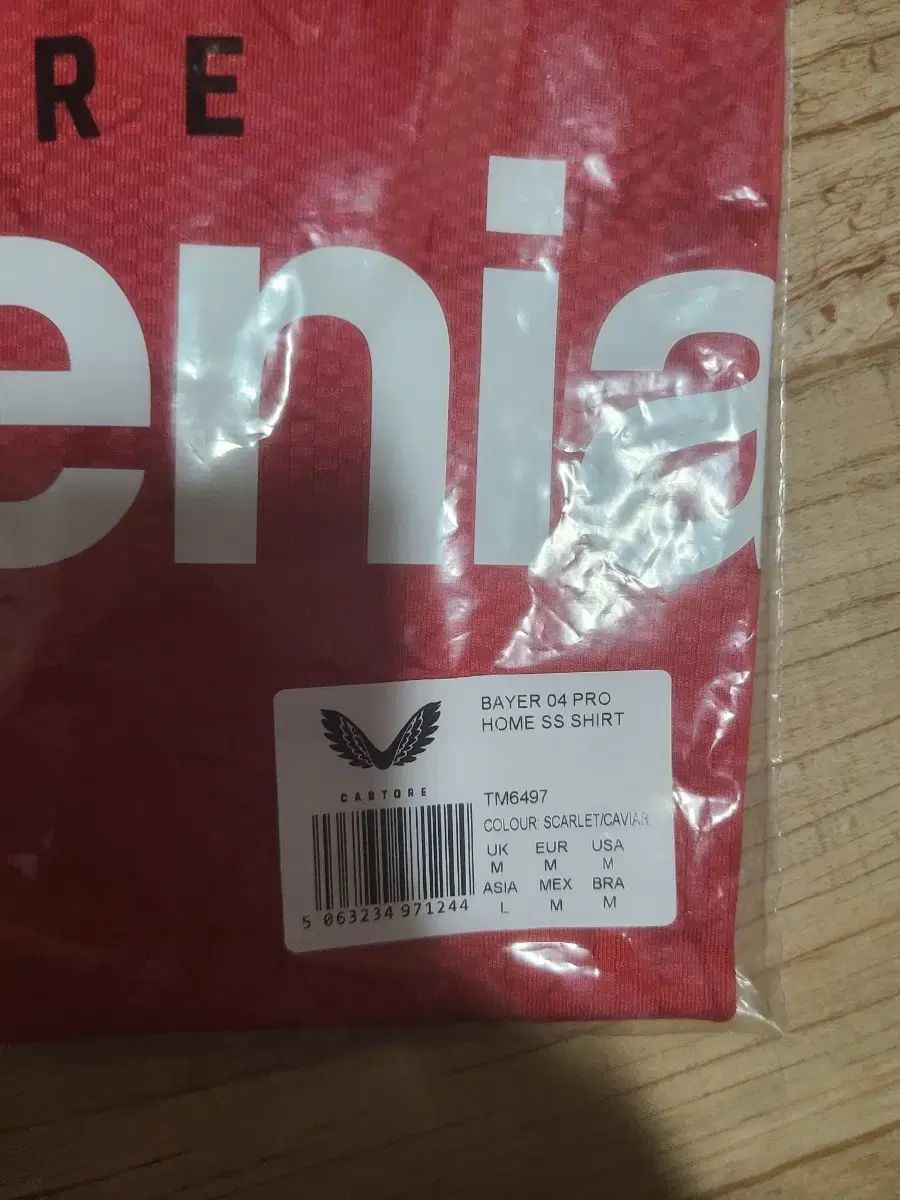 RE
enia
BAYER 04 PRO
HOME SS SHIRT
CASTORE
TM6497
COLOUR: SCARLET/CAVIAR
UK EUR USA
M M M
ASIA MEX BRA
L M M
5 063234 971244